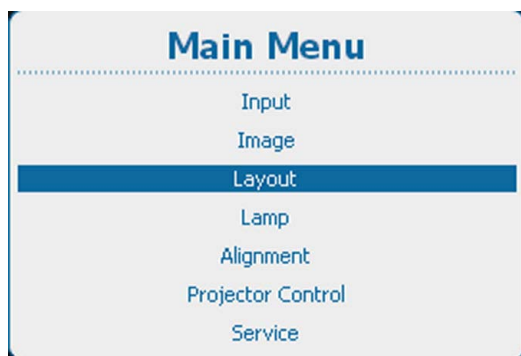 Main Menu
Input
Image
Layout
Lamp
Alignment
Projector Control
Service